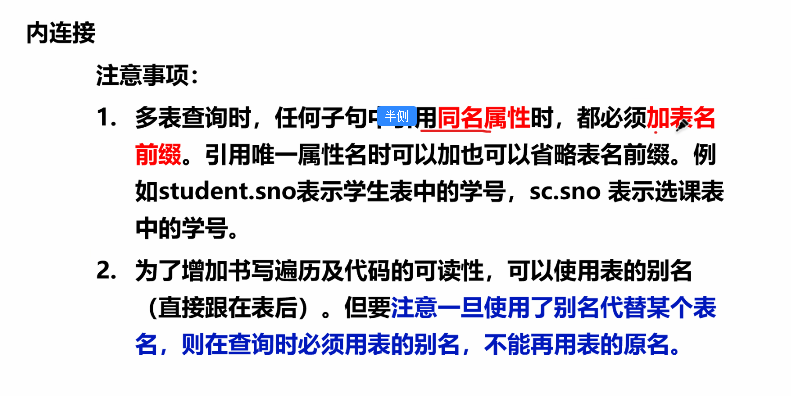 内连接
注意事项：
1. 多表查询时，任何子句中 半侧 用同名属性时，都必须加表名
前缀。引用唯一属性名时可以加也可以省略表名前缀。例
如student.sno表示学生表中的学号，sc.sno 表示选课表
中的学号。
2. 为了增加书写遍历及代码的可读性，可以使用表的别名
（直接跟在表后）。但要注意一旦使用了别名代替某个表
名，则在查询时必须用表的别名，不能再用表的原名。